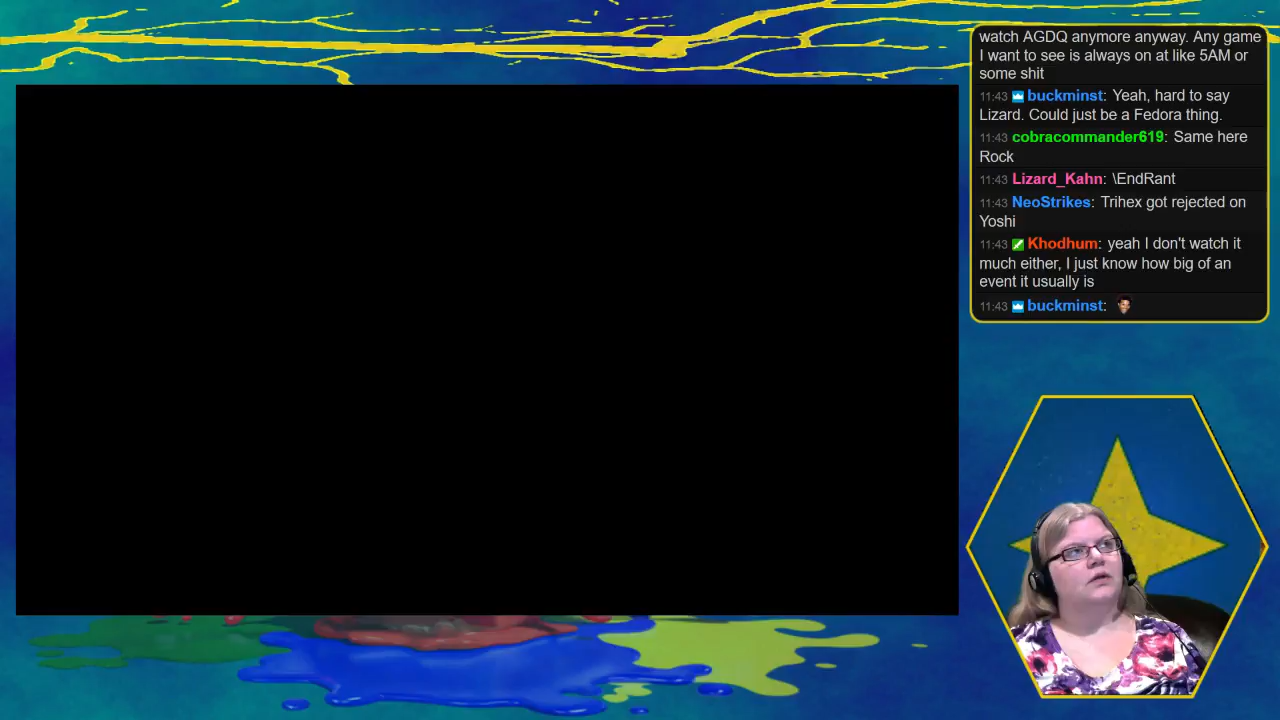 watch AGDQ anymore anyway. Any game
I want to see is always on at like 5AM or
some shit
11:43 buckminst: Yeah, hard to say
Lizard. Could just be a Fedora thing.
11:43 cobracommander619: Same here
Rock
11:43 Lizard_Kahn: \EndRant
11:43 NeoStrikes: Trihex got rejected on
Yoshi
11:43 Khodhum: yeah I don't watch it
much either, I just know how big of an
event it usually is
11:43 buckminst: